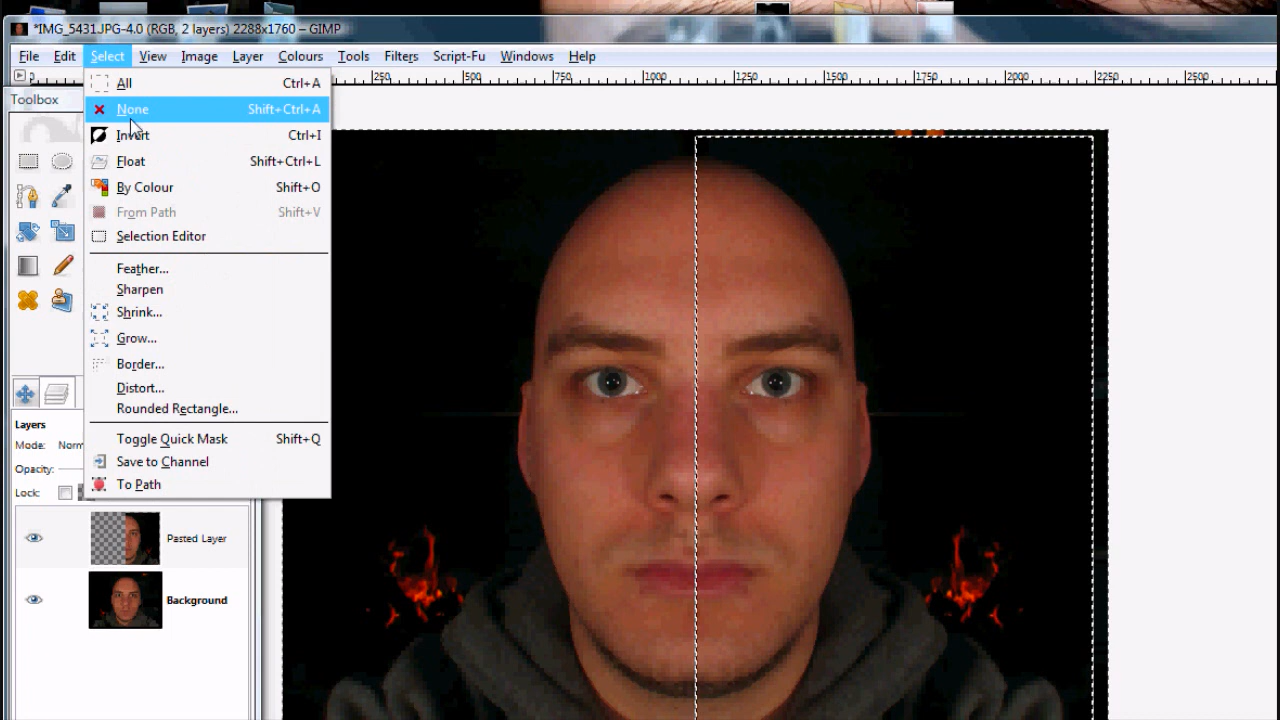 *IMG_5431.JPG-4.0 (RGB, 2 layers) 2288x1760 – GIMP
File Edit Select View Image Layer Colours Tools Filters Script-Fu Windows Help
250 500 750 1000 1250 1500 1750 2000 2250 2500
Toolbox
All Ctrl+A
None Shift+Ctrl+A
Invert Ctrl+I
Float Shift+Ctrl+L
By Colour Shift+O
From Path Shift+V
Selection Editor
Feather...
Sharpen
Shrink...
Grow...
Border...
Distort...
Rounded Rectangle...
Toggle Quick Mask Shift+Q
Save to Channel
To Path
Layers
Mode: Norm
Opacity:
Lock:
Pasted Layer
Background